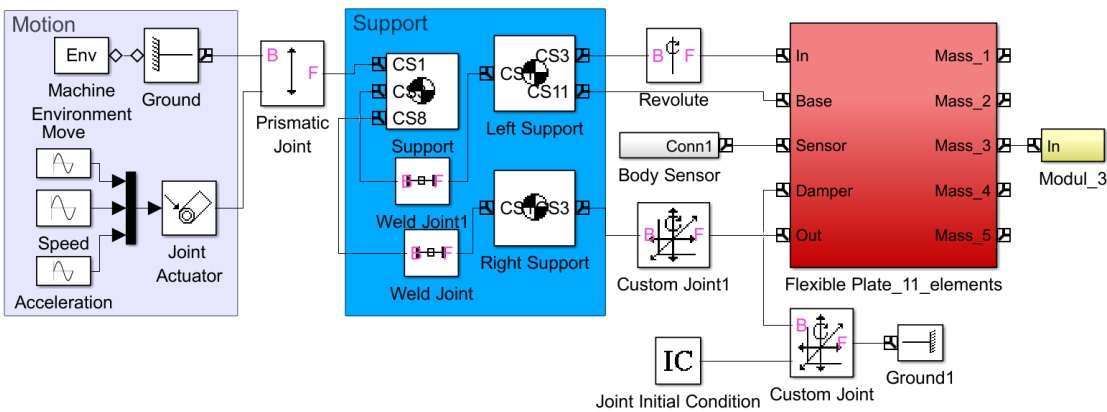 Motion
Env
Machine
Environment
Ground
B
F
Prismatic
Joint
Move
Speed
Acceleration
Joint
Actuator
Support
CS1
CS
CS8
Support
CS3
CS1
CS11
Left Support
B
F
Weld Joint1
CS1
CS3
Right Support
B
F
Weld Joint
B
F
Revolute
Conn1
Body Sensor
B
F
Custom Joint1
In
Base
Sensor
Damper
Out
Mass_1
Mass_2
Mass_3
Mass_4
Mass_5
Flexible Plate_11_elements
In
Modul_3
IC
Joint Initial Condition
B
F
Custom Joint
Ground1